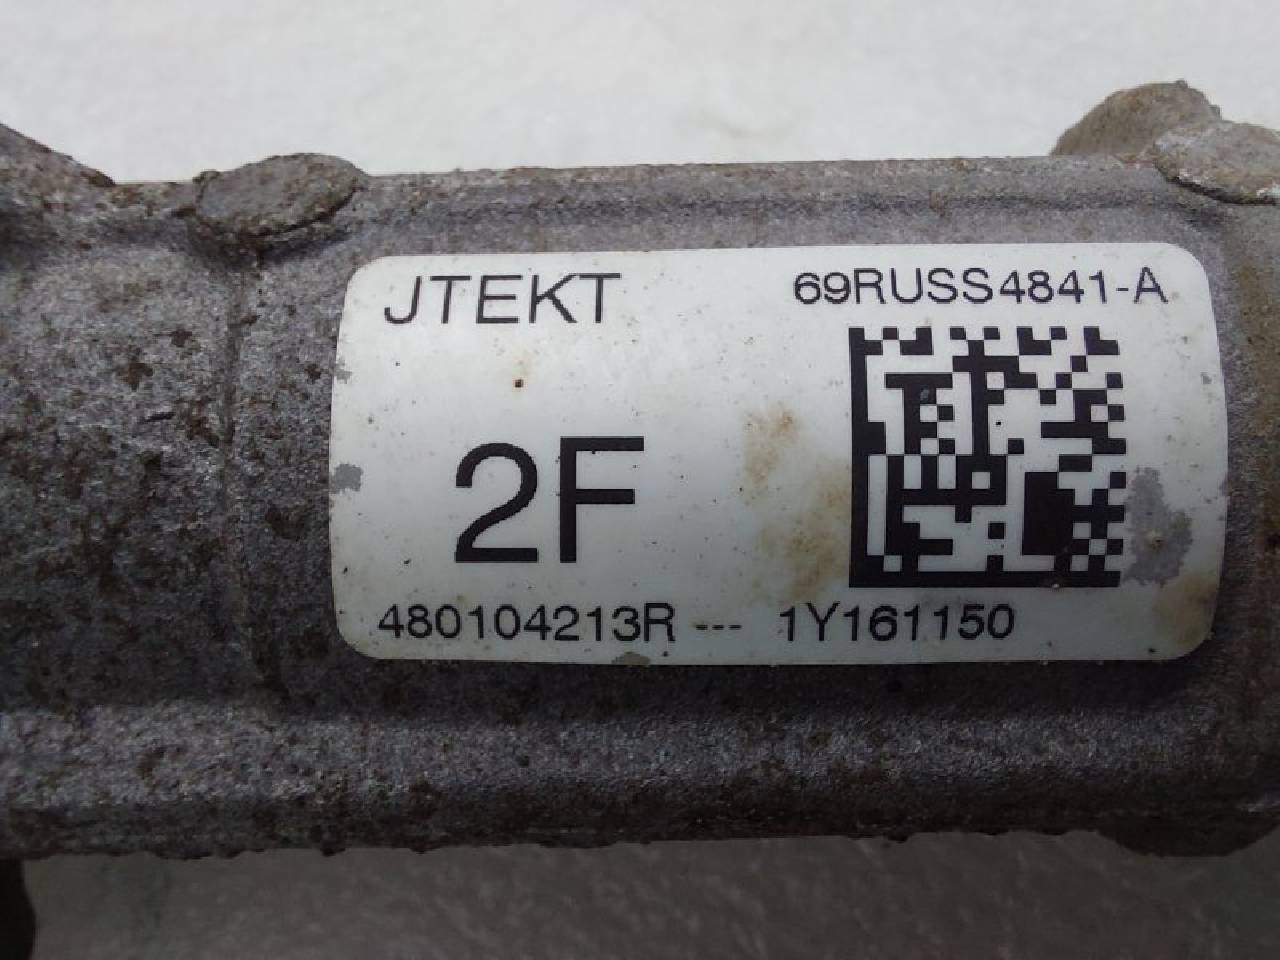 JTEKT 69RUSS4841-A
2F
480104213R --- 1Y161150